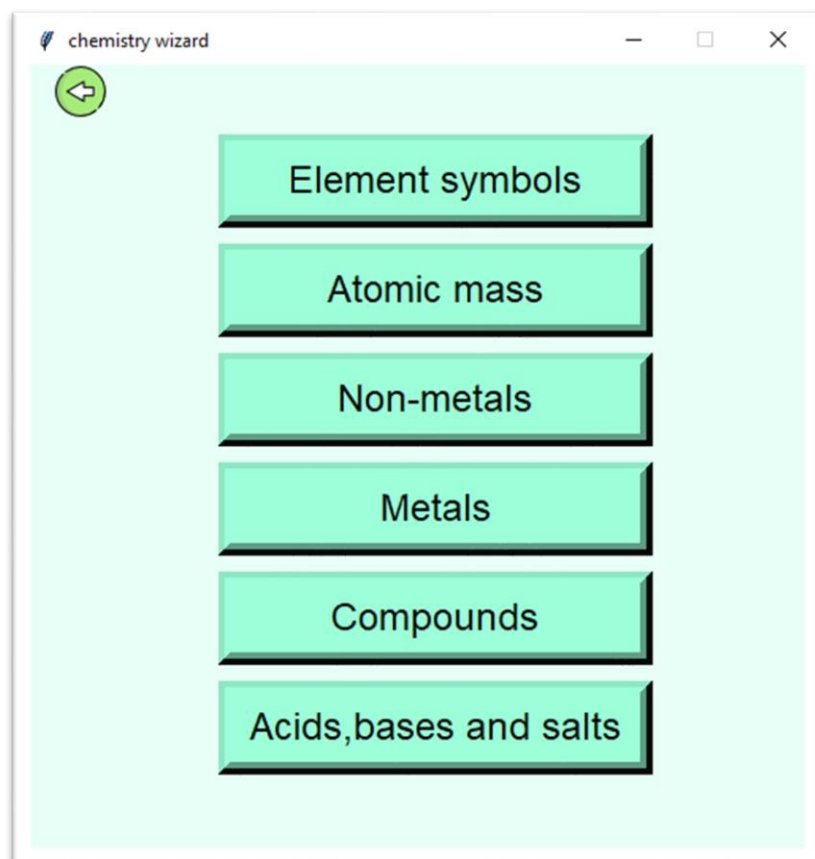 chemistry wizard
Element symbols
Atomic mass
Non-metals
Metals
Compounds
Acids,bases and salts